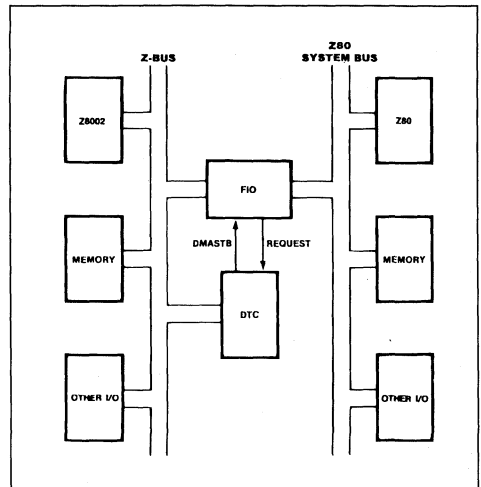 Z-BUS
Z80
SYSTEM BUS
Z8002
Z80
FIO
DMASTB
REQUEST
MEMORY
MEMORY
DTC
OTHER I/O
OTHER I/O